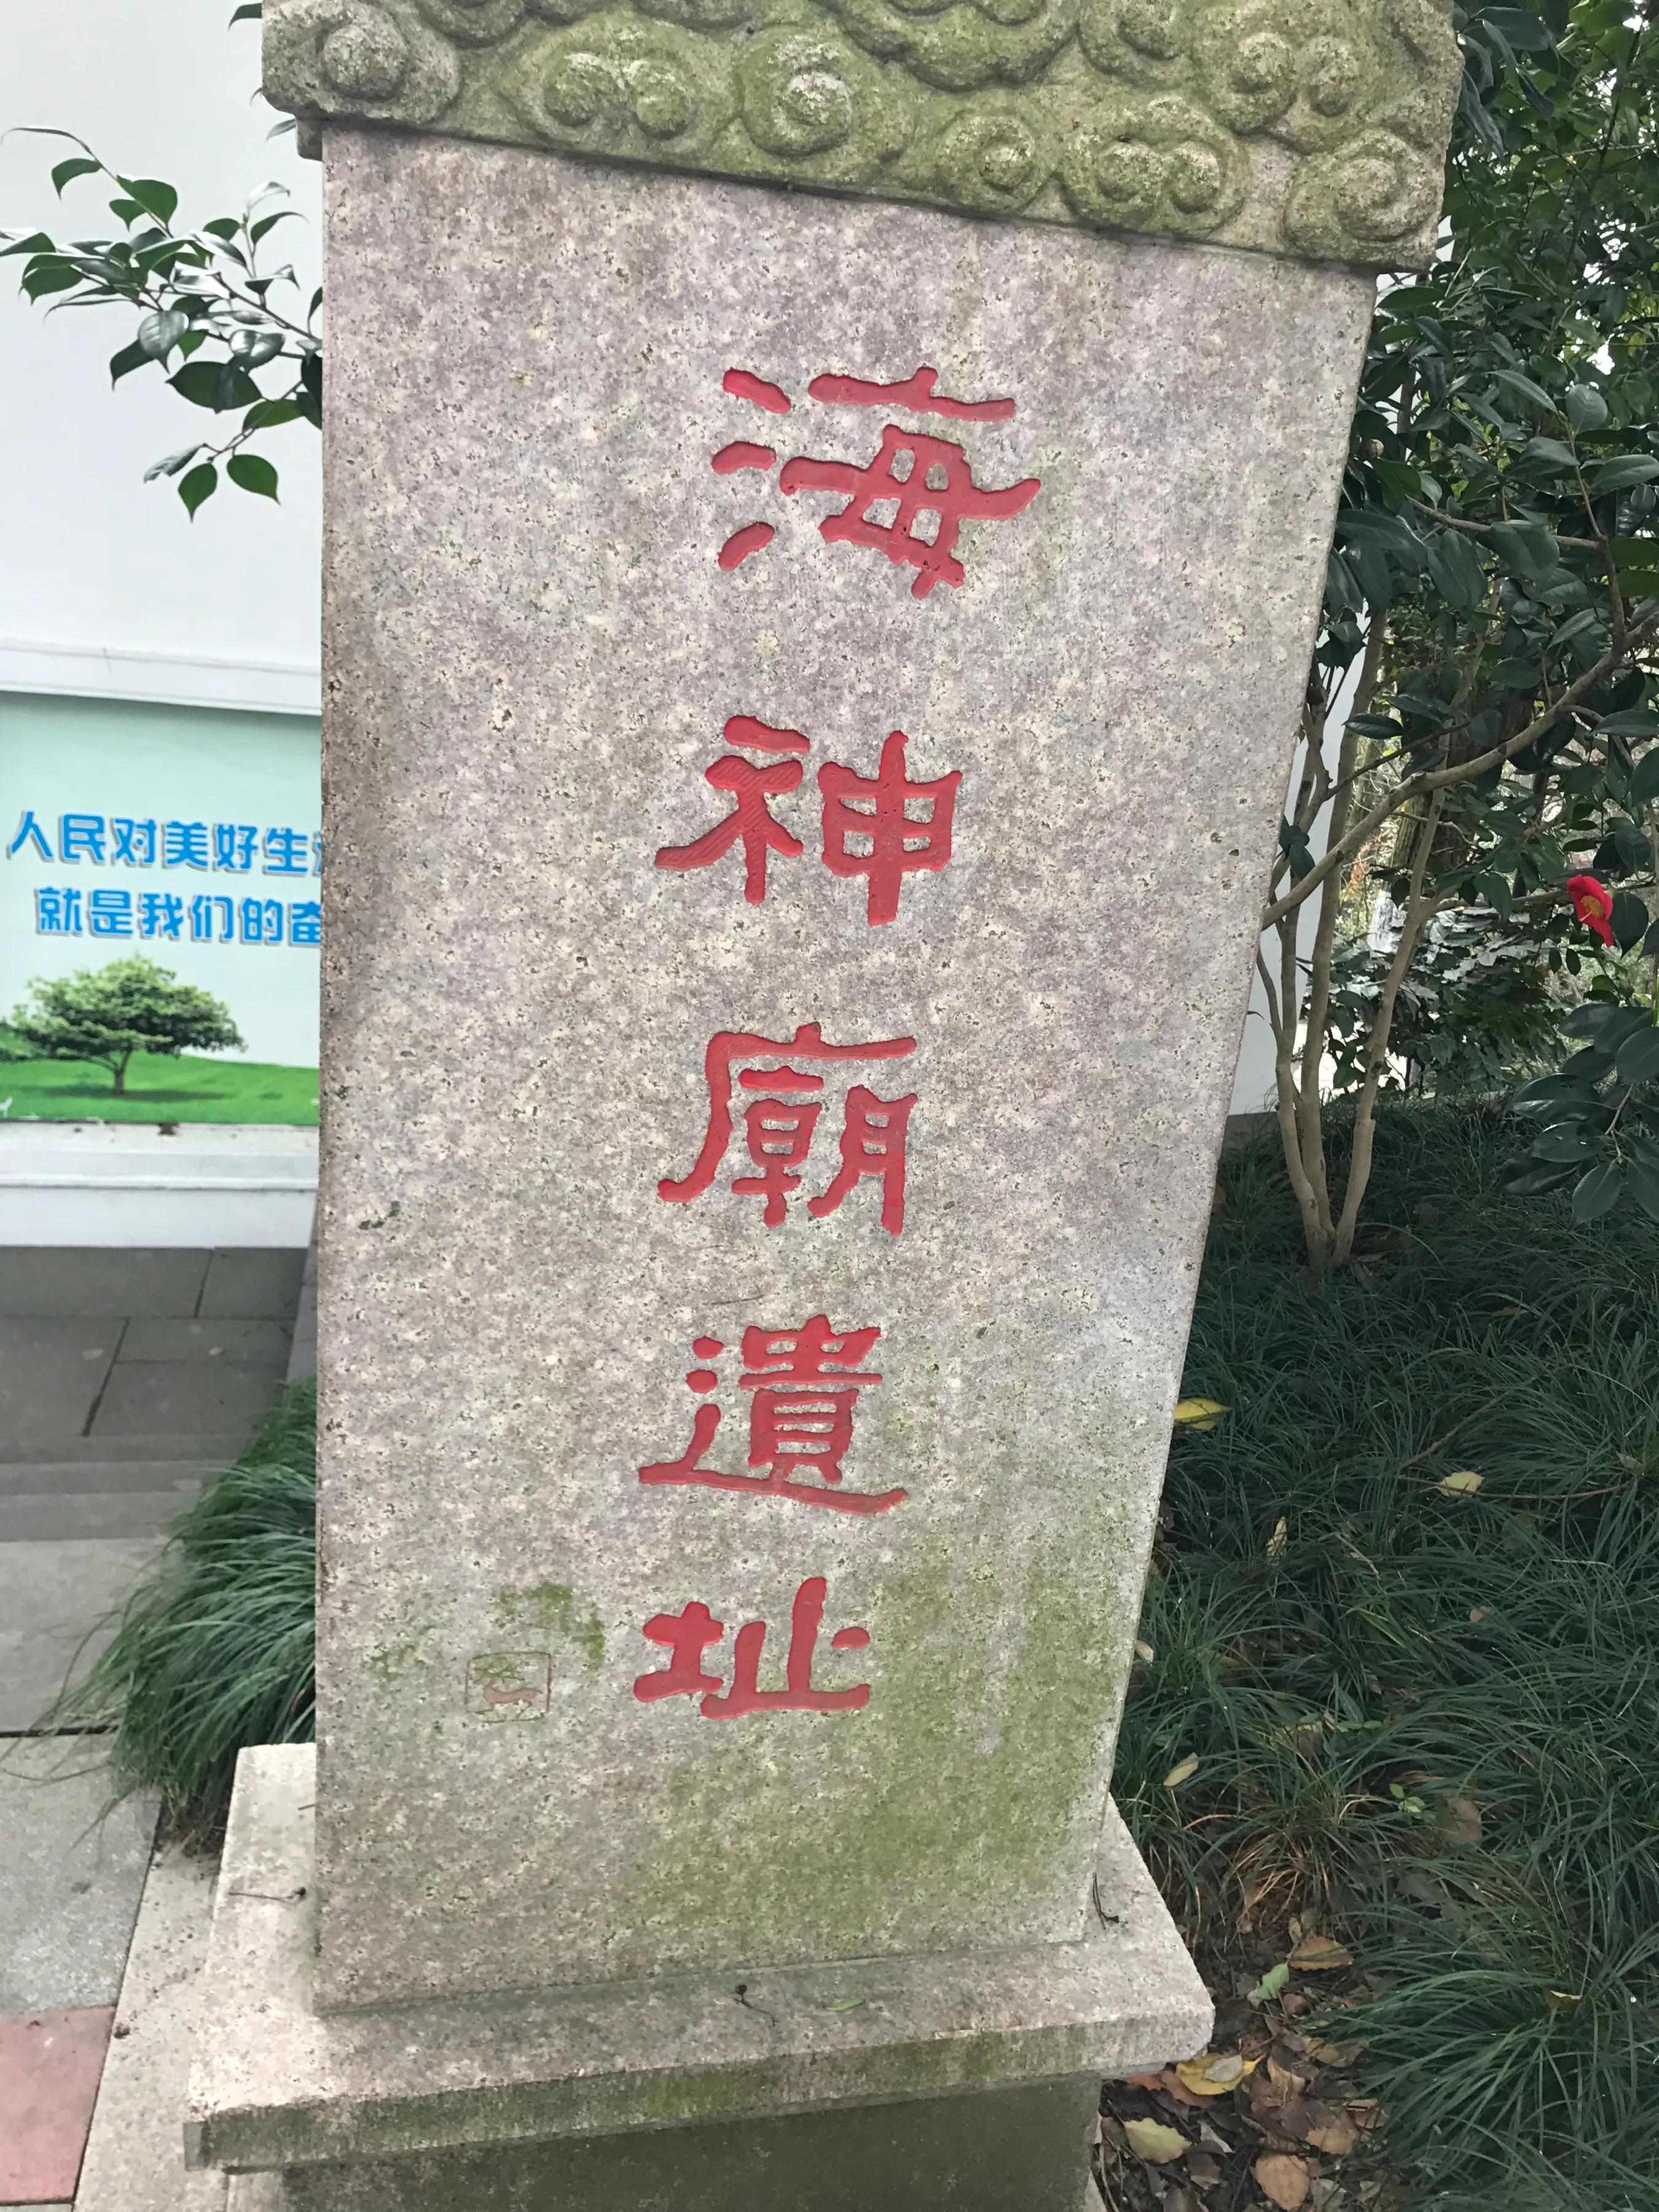 海神廟遺址
人民对美好生
就是我们的奋